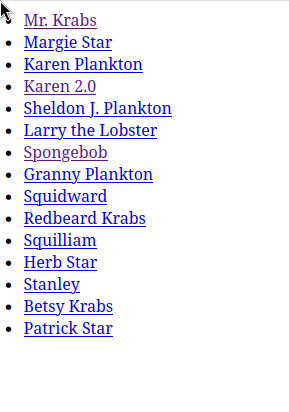 Mr. Krabs
Margie Star
Karen Plankton
Karen 2.0
Sheldon J. Plankton
Larry the Lobster
Spongebob
Granny Plankton
Squidward
Redbeard Krabs
Squilliam
Herb Star
Stanley
Betsy Krabs
Patrick Star